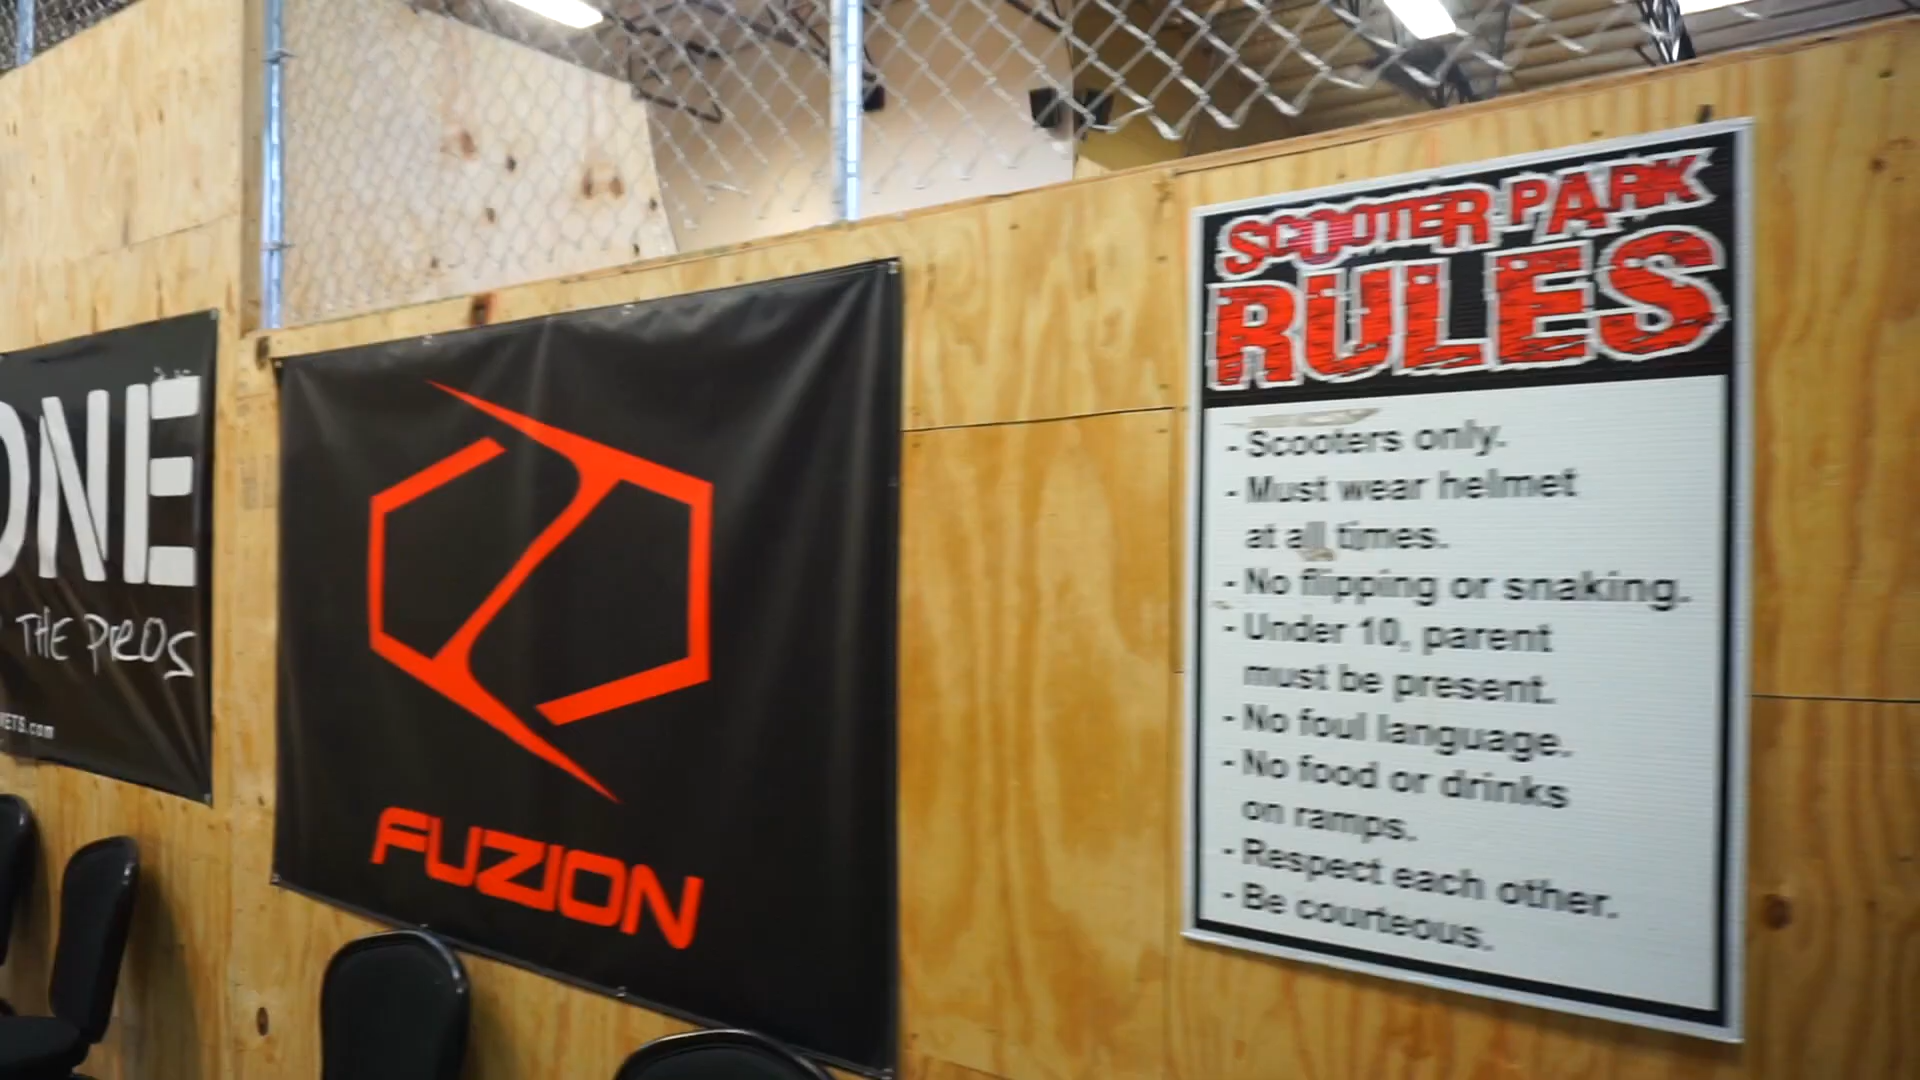 ONE
THE PROS
ETS.com
FUZION
SCOOTER PARK
RULES
- Scooters only.
- Must wear helmet
at all times.
- No flipping or snaking.
- Under 10, parent
must be present.
- No foul language.
- No food or drinks
on ramps.
- Respect each other.
- Be courteous.